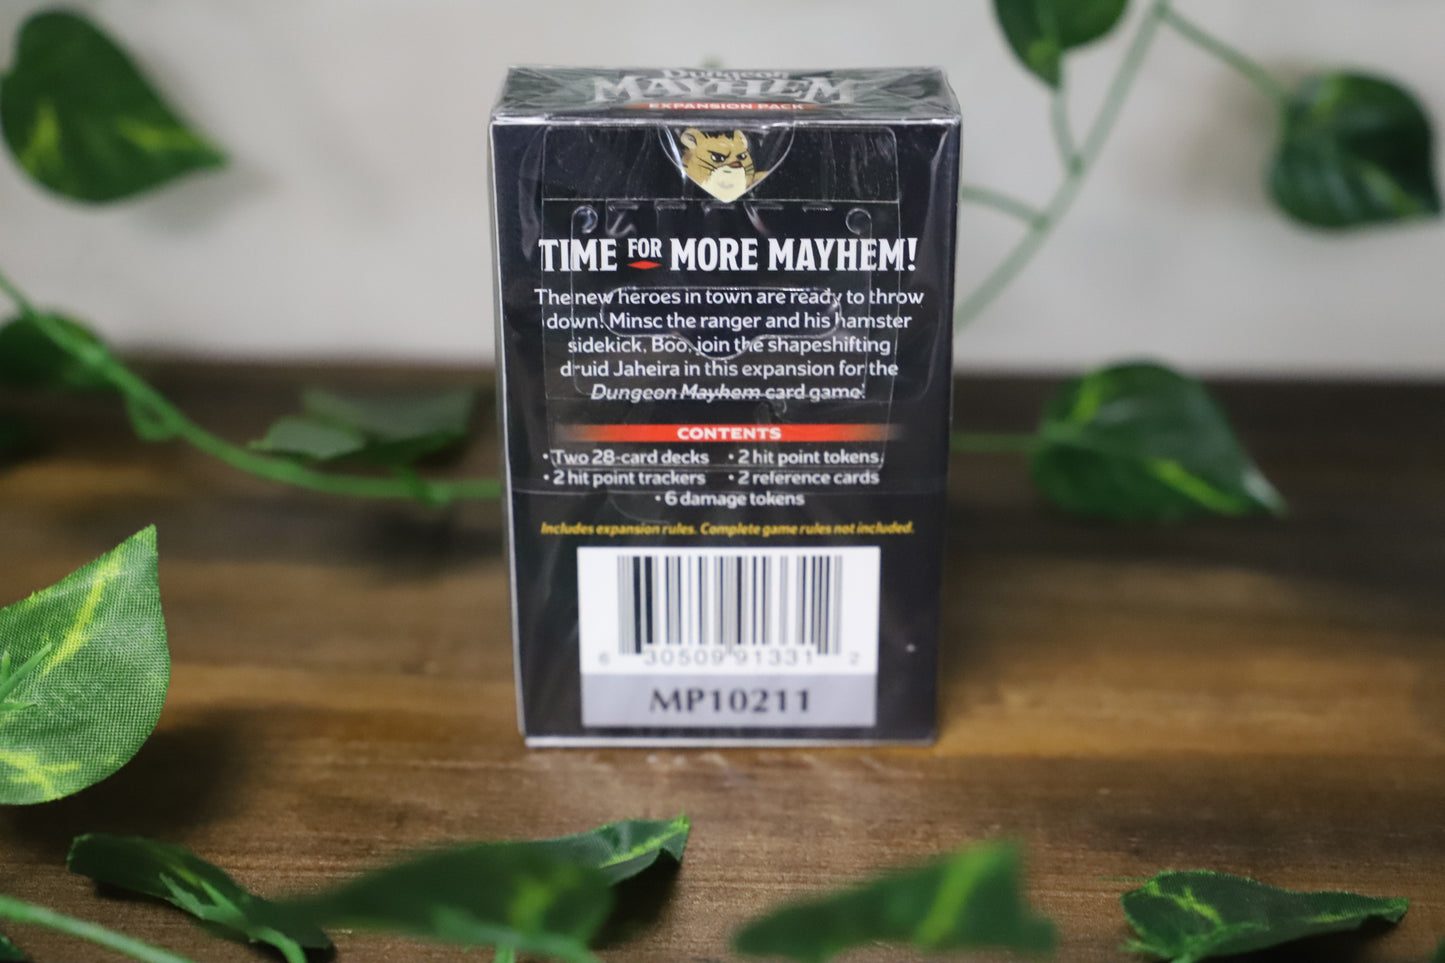 Dungeon
MAYHEM
EXPANSION PACK
TIME FOR MORE MAYHEM!
The new heroes in town are ready to throw
down! Minsc the ranger and his hamster
sidekick, Boo, join the shapeshifting
druid Jaheira in this expansion for the
Dungeon Mayhem card game!
CONTENTS
• Two 28-card decks • 2 hit point tokens
• 2 hit point trackers • 2 reference cards
• 6 damage tokens
Includes expansion rules. Complete game rules not included.
6 30509 91331 2
MP10211